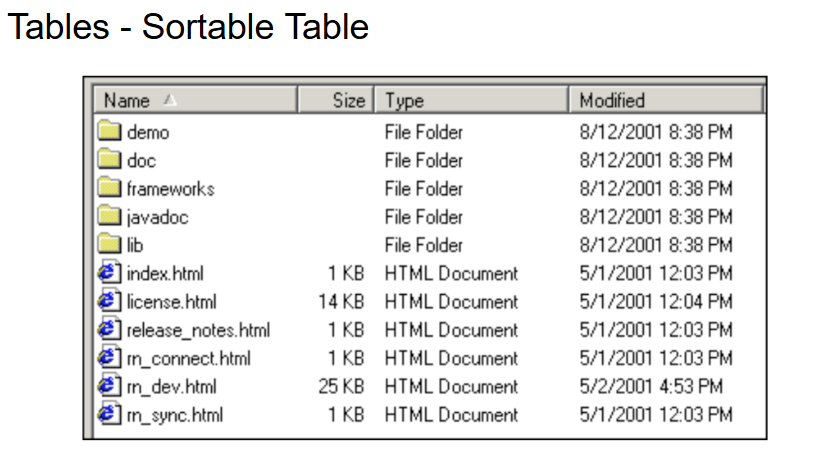 Tables - Sortable Table
Name Size Type Modified
demo File Folder 8/12/2001 8:38 PM
doc File Folder 8/12/2001 8:38 PM
frameworks File Folder 8/12/2001 8:38 PM
javadoc File Folder 8/12/2001 8:38 PM
lib File Folder 8/12/2001 8:38 PM
index.html 1 KB HTML Document 5/1/2001 12:03 PM
license.html 14 KB HTML Document 5/1/2001 12:04 PM
release_notes.html 1 KB HTML Document 5/1/2001 12:03 PM
rn_connect.html 1 KB HTML Document 5/1/2001 12:03 PM
rn_dev.html 25 KB HTML Document 5/2/2001 4:53 PM
rn_sync.html 1 KB HTML Document 5/1/2001 12:03 PM